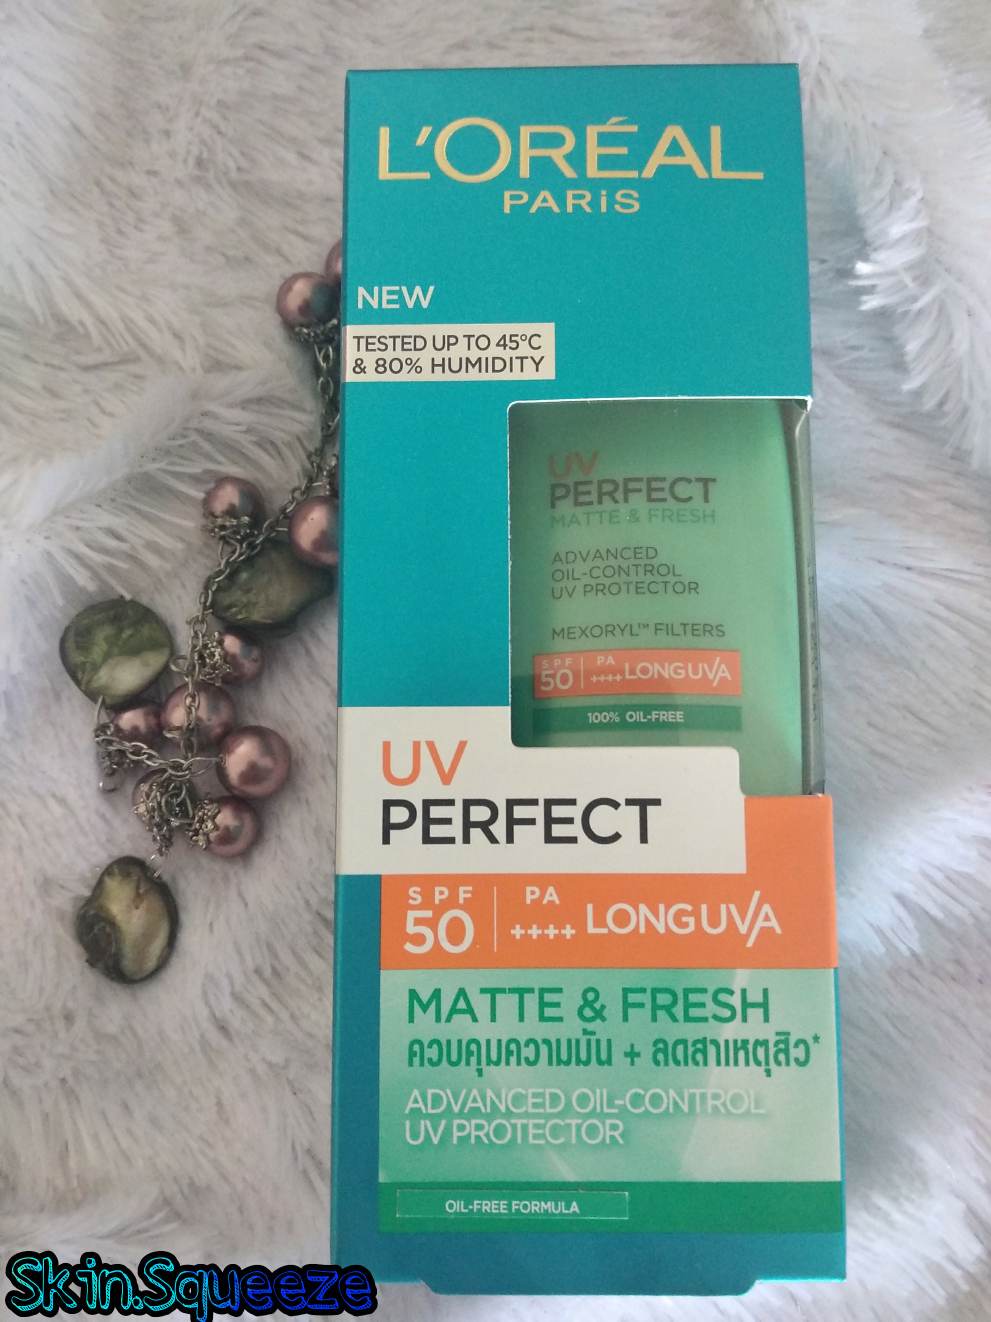 L'ORÉAL
PARiS
NEW
TESTED UP TO 45°C
& 80% HUMIDITY
UV
PERFECT
MATTE & FRESH
ADVANCED
OIL-CONTROL
UV PROTECTOR
MEXORYL™ FILTERS
SPF 50 PA ++++ LONG UVA
100% OIL-FREE
UV
PERFECT
SPF 50 PA ++++ LONG UVA
MATTE & FRESH
ควบคุมความมัน + ลดสาเหตุสิว*
ADVANCED OIL-CONTROL
UV PROTECTOR
OIL-FREE FORMULA
Skin.Squeeze